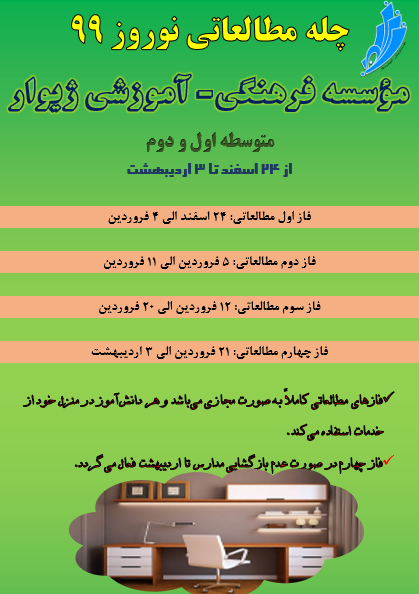 چله مطالعاتی نوروز ۹۹
مؤسسه فرهنگی- آموزشی ژیوار
متوسطه اول و دوم
از ۲۴ اسفند تا ۳ اردیبهشت
فاز اول مطالعاتی: ۲۴ اسفند الی ۴ فروردین
فاز دوم مطالعاتی: ۵ فروردین الی ۱۱ فروردین
فاز سوم مطالعاتی: ۱۲ فروردین الی ۲۰ فروردین
فاز چهارم مطالعاتی: ۲۱ فروردین الی ۳ اردیبهشت
✓فازهای مطالعاتی کاملاً به صورت مجازی می‌باشد و هر دانش‌آموز در منزل خود از
خدمات استفاده می‌کند.
✓فاز چهارم در صورت عدم بازگشایی مدارس تا اردیبهشت فعال می‌گردد.